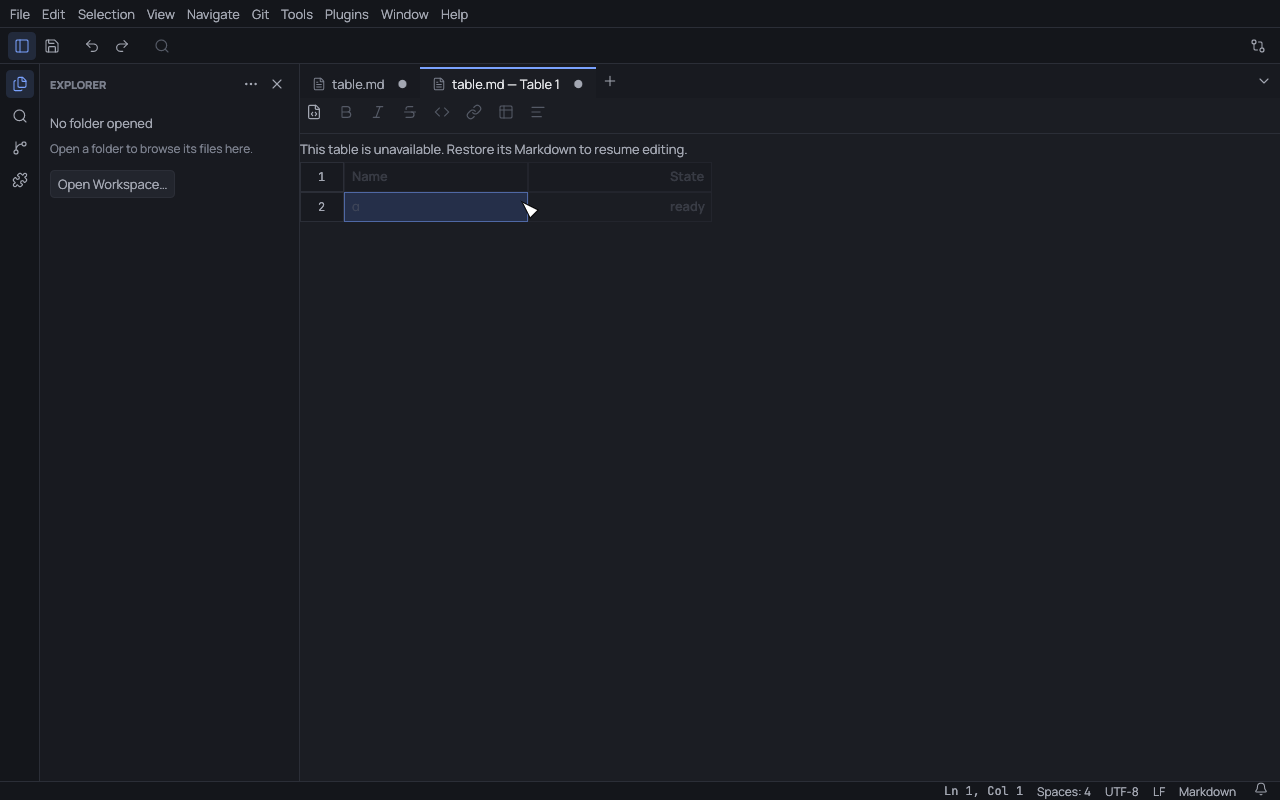 File Edit Selection View Navigate Git Tools Plugins Window Help
EXPLORER
No folder opened
Open a folder to browse its files here.
Open Workspace...
table.md
table.md — Table 1
This table is unavailable. Restore its Markdown to resume editing.
1 Name State
2 a ready
Ln 1, Col 1 Spaces: 4 UTF-8 LF Markdown